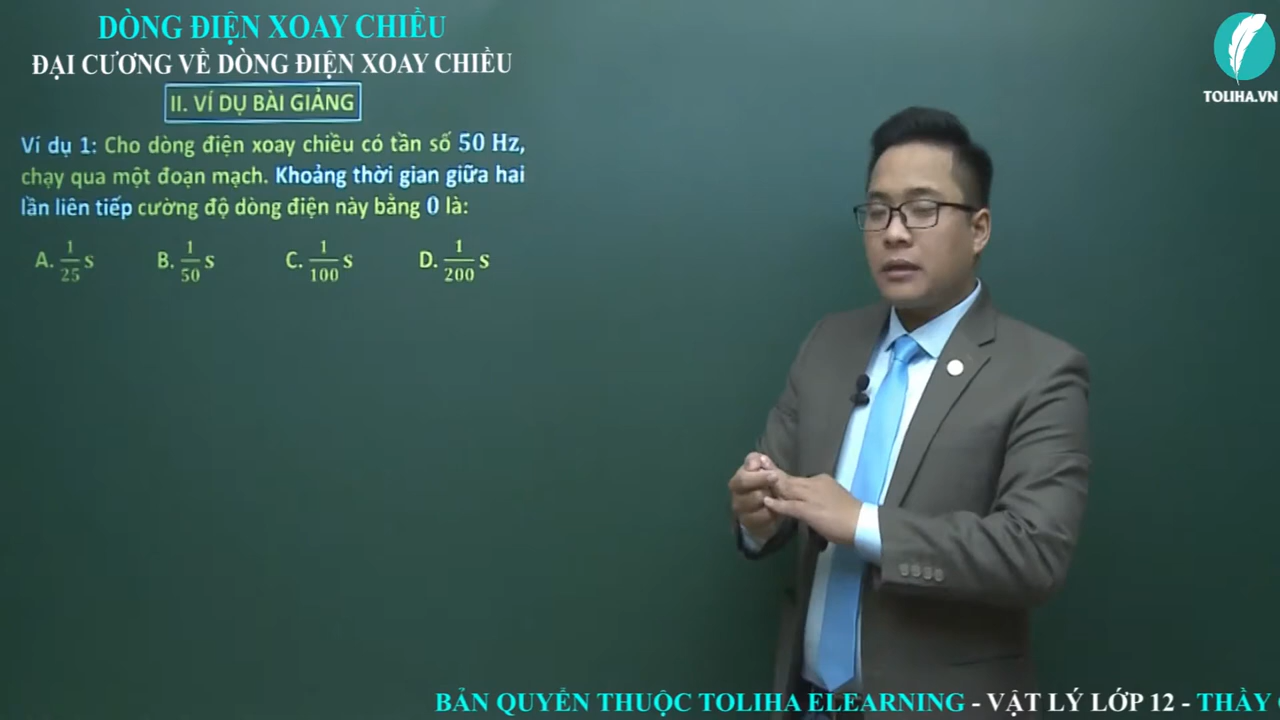 DÒNG ĐIỆN XOAY CHIỀU
ĐẠI CƯƠNG VỀ DÒNG ĐIỆN XOAY CHIỀU
II. VÍ DỤ BÀI GIẢNG
Ví dụ 1: Cho dòng điện xoay chiều có tần số 50 Hz,
chạy qua một đoạn mạch. Khoảng thời gian giữa hai
lần liên tiếp cường độ dòng điện này bằng 0 là:
A. 1/25 s B. 1/50 s C. 1/100 s D. 1/200 s
TOLIHA.VN
BẢN QUYỀN THUỘC TOLIHA ELEARNING - VẬT LÝ LỚP 12 - THẦY